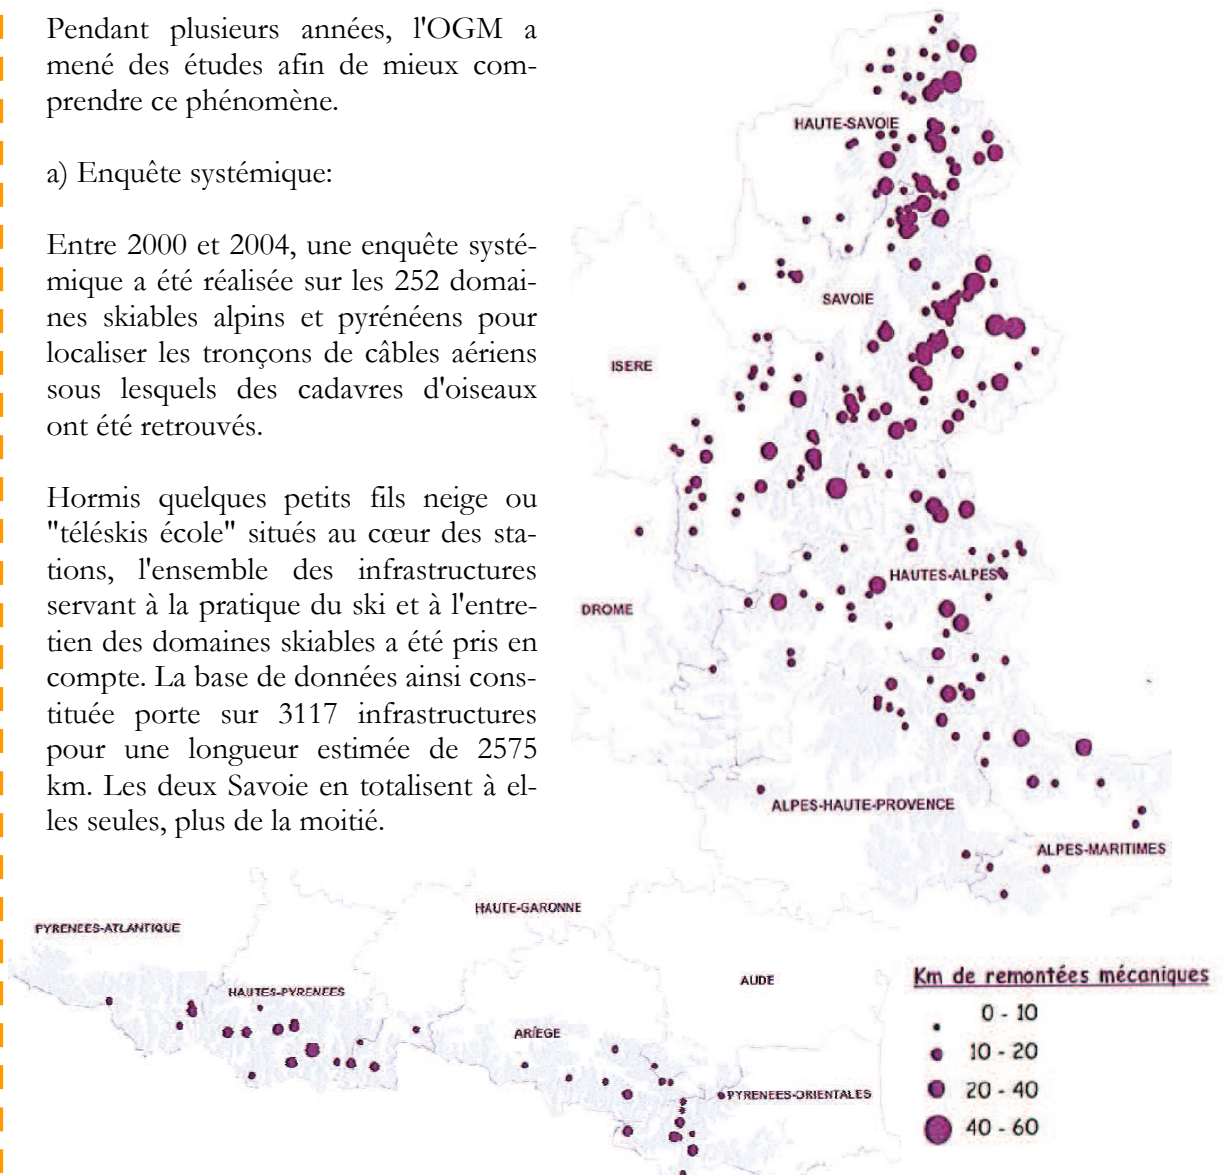 Pendant plusieurs années, l'OGM a
mené des études afin de mieux com-
prendre ce phénomène.
a) Enquête systémique:
Entre 2000 et 2004, une enquête systé-
mique a été réalisée sur les 252 domai-
nes skiables alpins et pyrénéens pour
localiser les tronçons de câbles aériens
sous lesquels des cadavres d'oiseaux
ont été retrouvés.
Hormis quelques petits fils neige ou
"téléskis école" situés au cœur des sta-
tions, l'ensemble des infrastructures
servant à la pratique du ski et à l'entre-
tien des domaines skiables a été pris en
compte. La base de données ainsi cons-
tituée porte sur 3117 infrastructures
pour une longueur estimée de 2575
km. Les deux Savoie en totalisent à el-
les seules, plus de la moitié.
HAUTE-SAVOIE
SAVOIE
ISERE
HAUTES-ALPES
DROME
ALPES-HAUTE-PROVENCE
ALPES-MARITIMES
HAUTE-GARONNE
PYRENEES-ATLANTIQUE
AUDE
HAUTES-PYRENEES
ARIEGE
PYRENEES-ORIENTALES
Km de remontées mécaniques
0 - 10
10 - 20
20 - 40
40 - 60